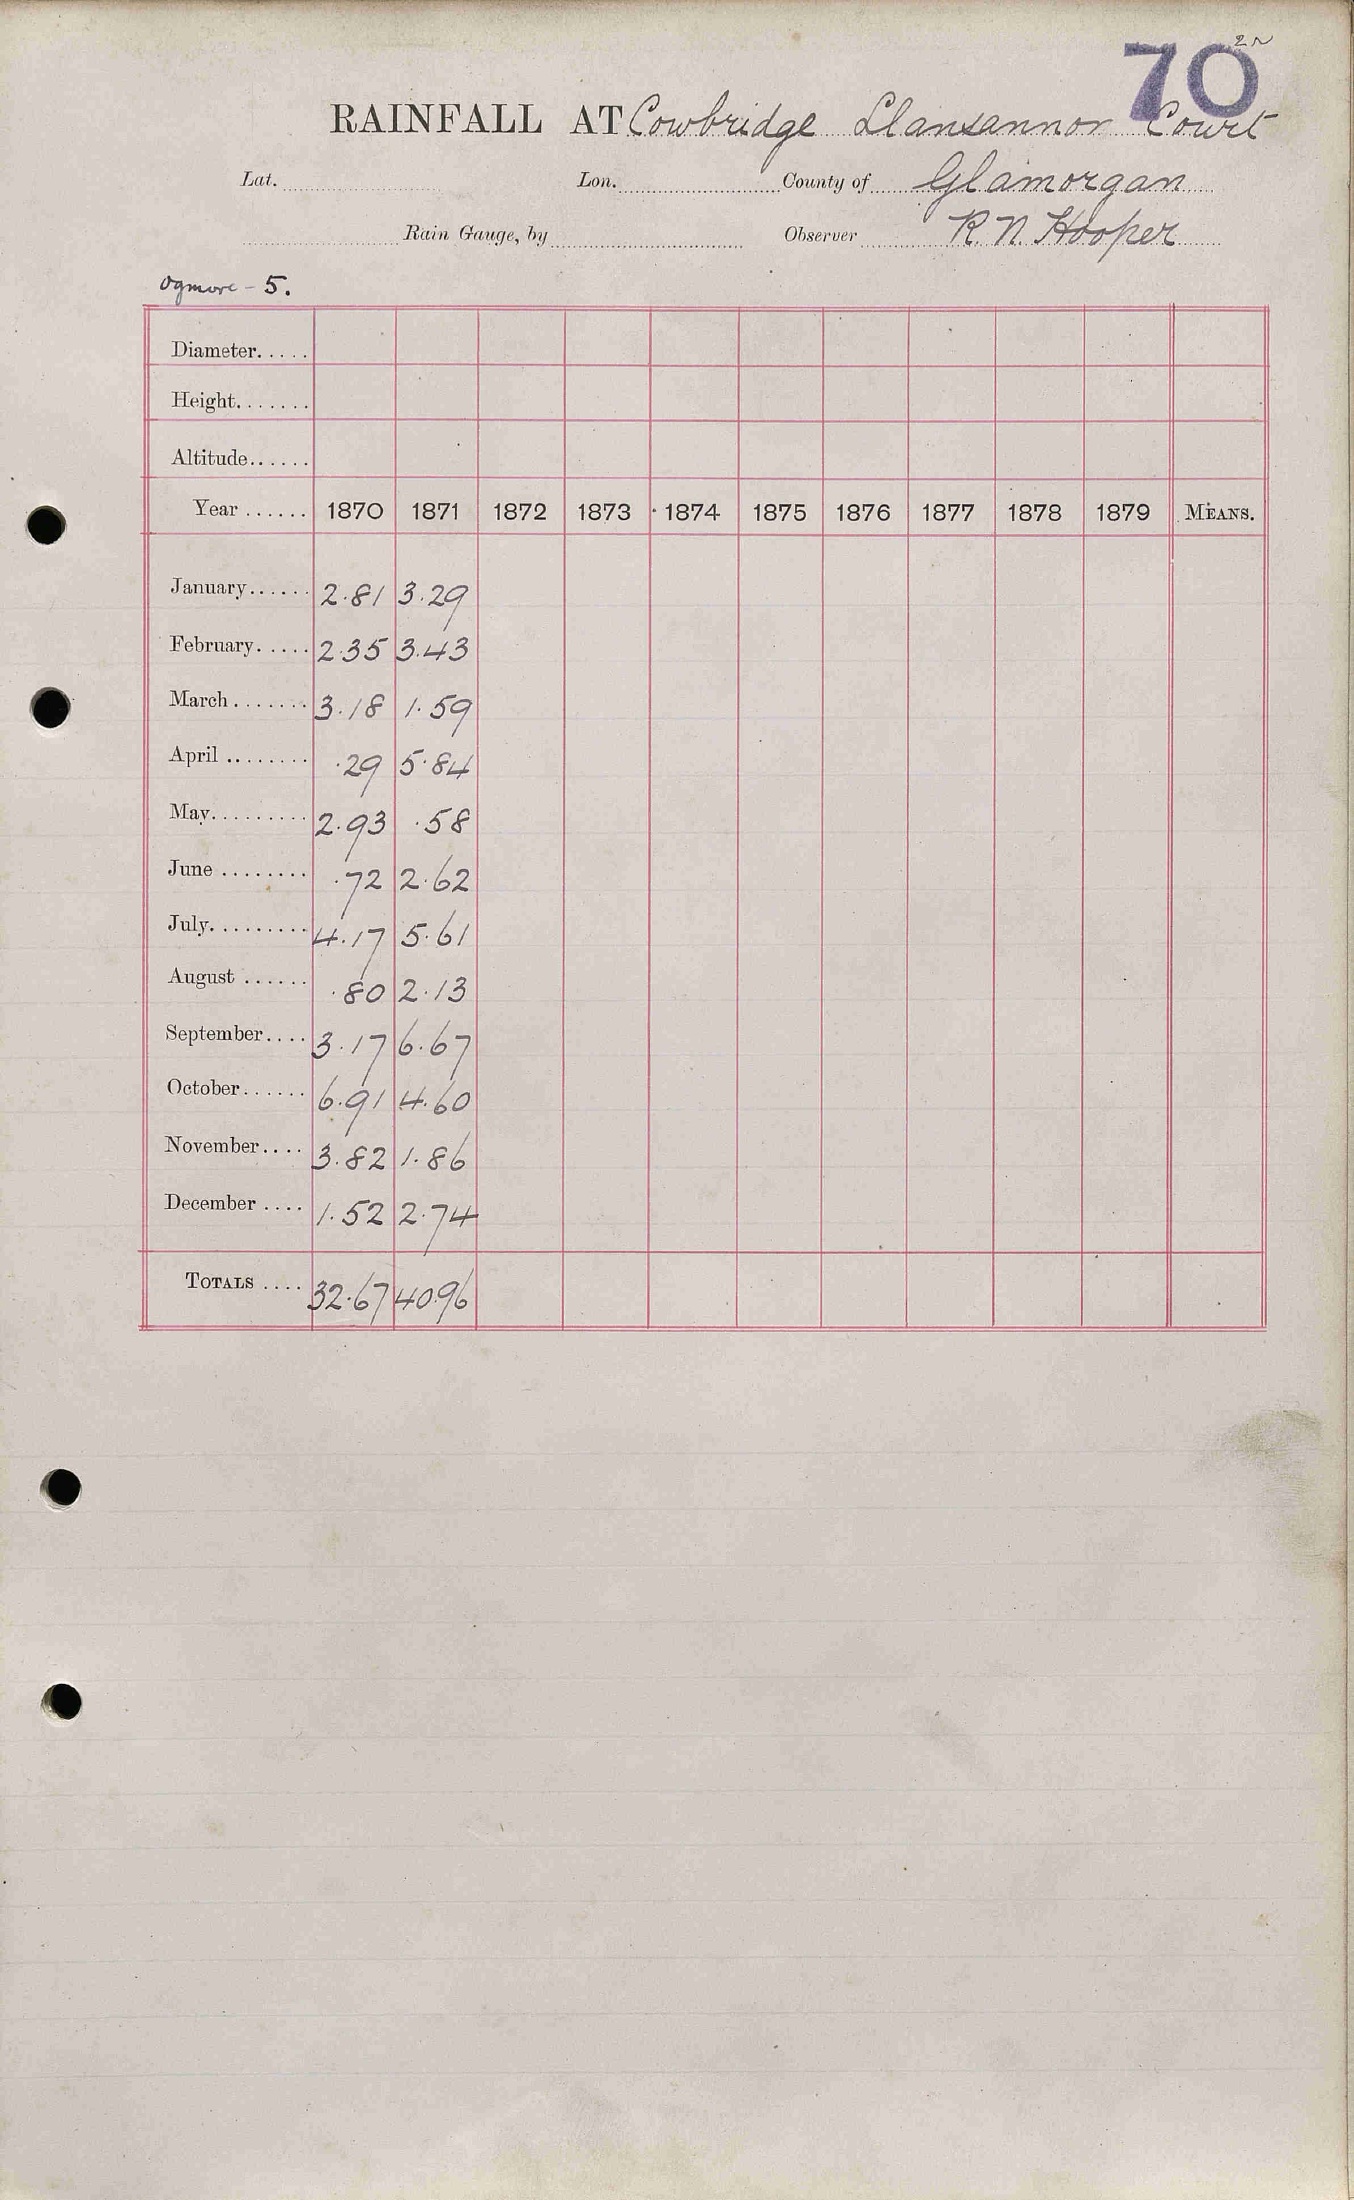 70 2N
RAINFALL AT Cowbridge Llansannor Court
Lat. Lon. County of Glamorgan
Rain Gauge, by Observer R. N. Hooper
Ogmore - 5.
Diameter.....
Height.......
Altitude......
Year ...... 1870 1871 1872 1873 1874 1875 1876 1877 1878 1879 MEANS.
January...... 2.81 3.29
February..... 2.35 3.43
March ....... 3.18 1.59
April ........ .29 5.84
May......... 2.93 .58
June ........ .72 2.62
July......... 4.17 5.61
August ...... .80 2.13
September.... 3.17 6.67
October...... 6.91 4.60
November.... 3.82 1.86
December .... 1.52 2.74
TOTALS .... 32.67 40.96